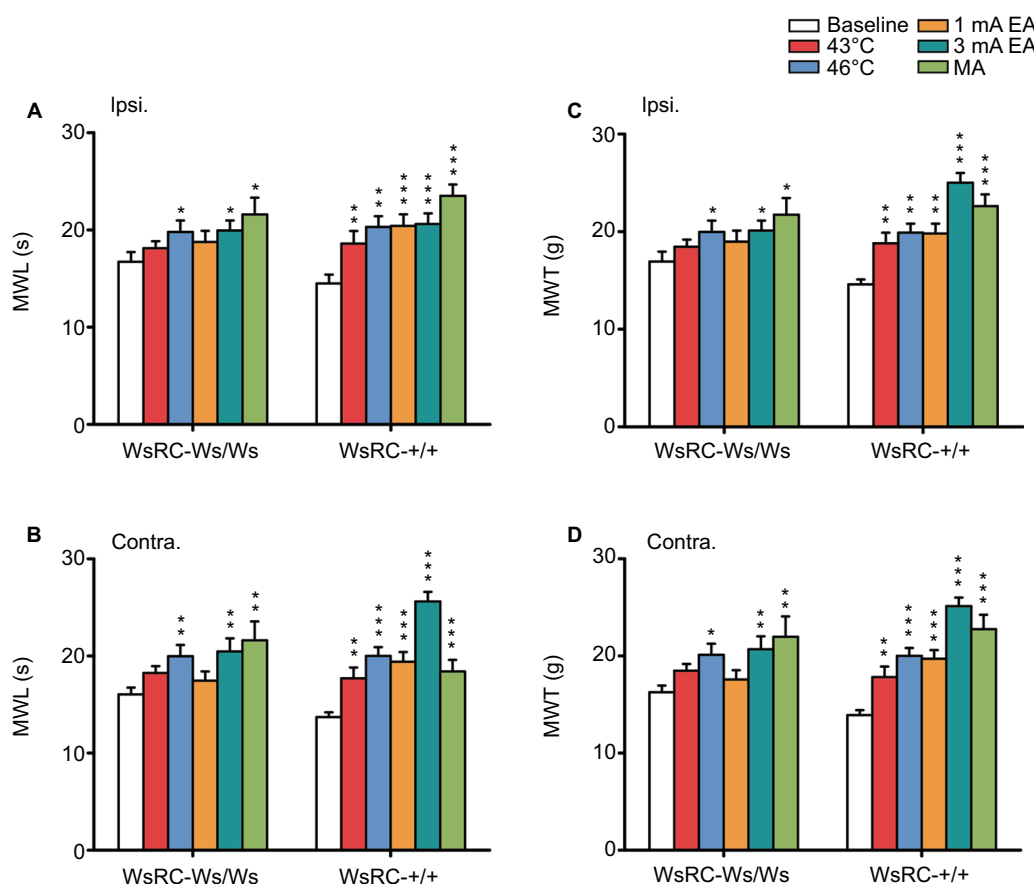 Baseline 1 mA EA
43°C 3 mA EA
46°C MA
A Ipsi.
30
20
10
0
MWL (s)
* * *
** ** *** *** ***
WsRC-Ws/Ws WsRC-+/+
C Ipsi.
30
20
10
0
MWT (g)
* * *
** ** ** *** ***
WsRC-Ws/Ws WsRC-+/+
B Contra.
30
20
10
0
MWL (s)
** ** **
** *** *** *** ***
WsRC-Ws/Ws WsRC-+/+
D Contra.
30
20
10
0
MWT (g)
* ** **
** *** *** *** ***
WsRC-Ws/Ws WsRC-+/+